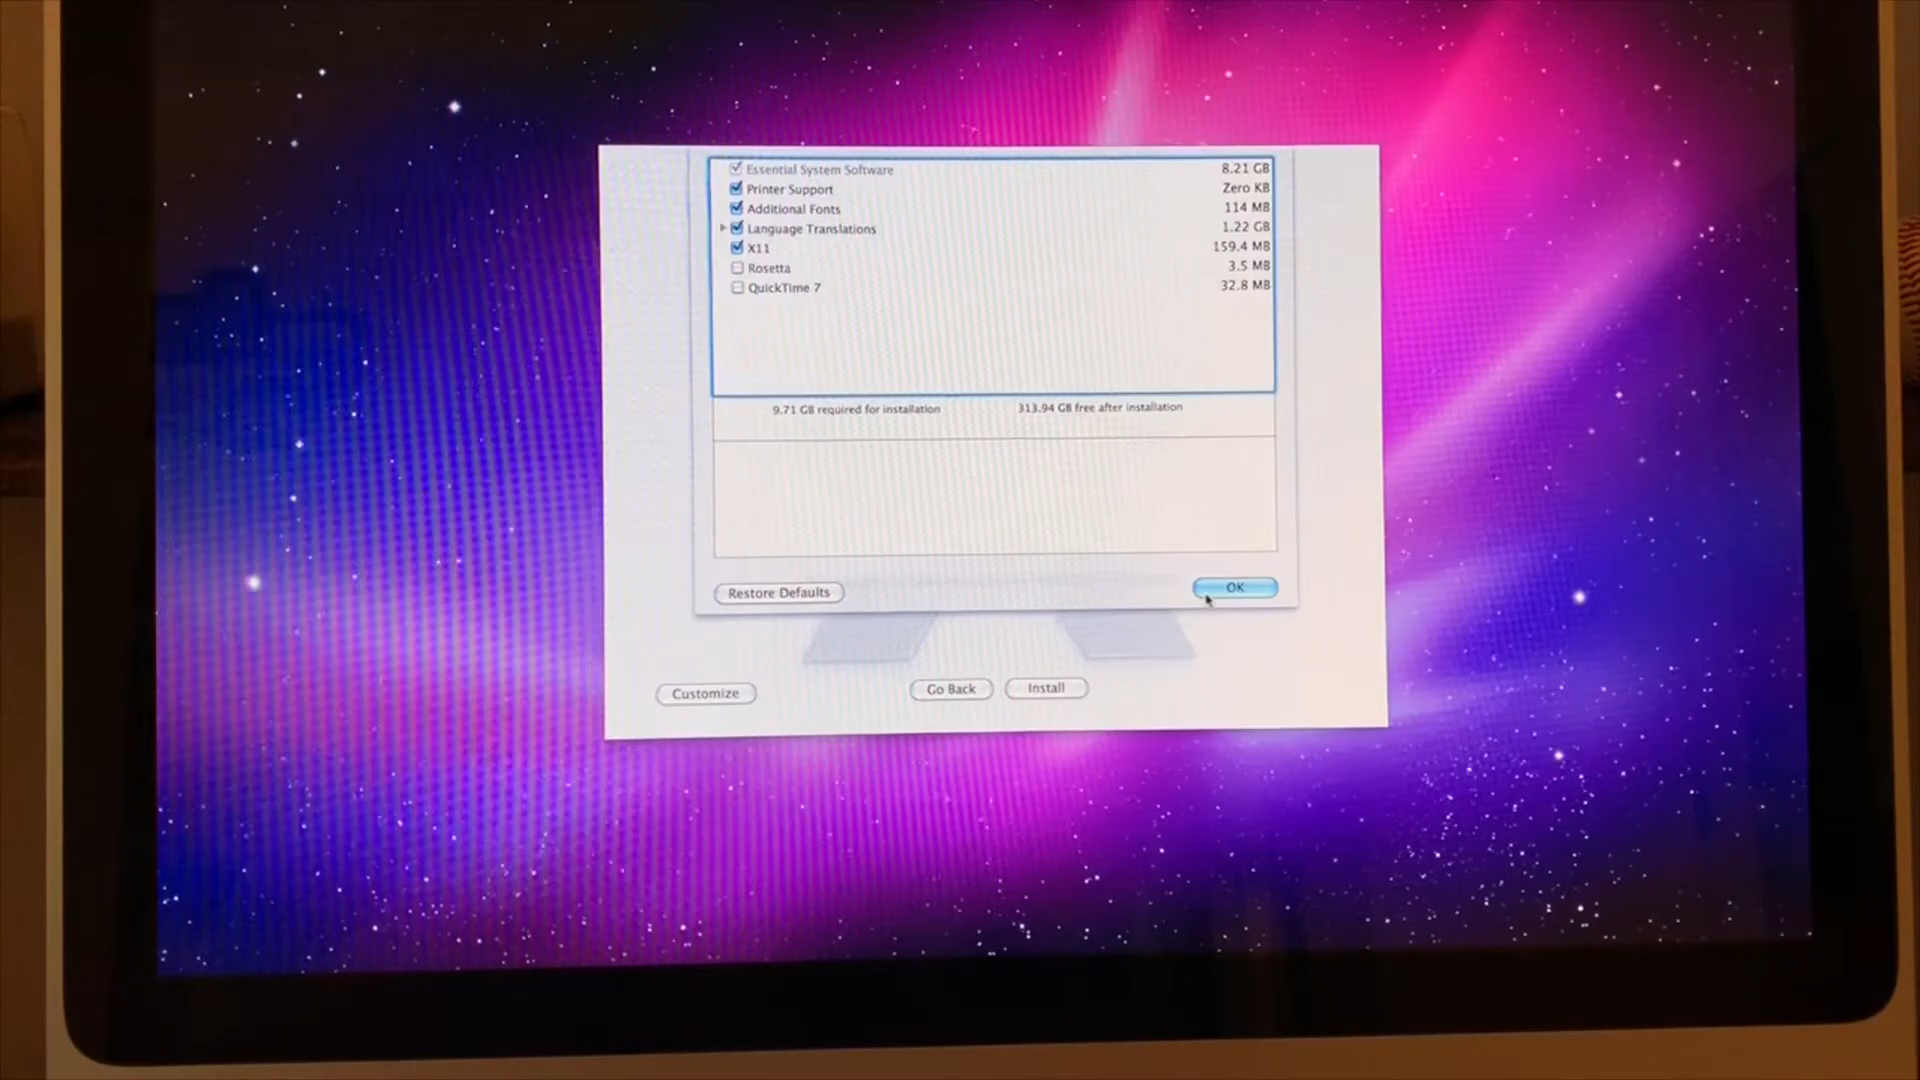 Essential System Software 8.21 GB
Printer Support Zero KB
Additional Fonts 114 MB
Language Translations 1.22 GB
X11 159.4 MB
Rosetta 3.5 MB
QuickTime 7 32.8 MB
9.71 GB required for installation 313.94 GB free after installation
Restore Defaults OK
Customize Go Back Install